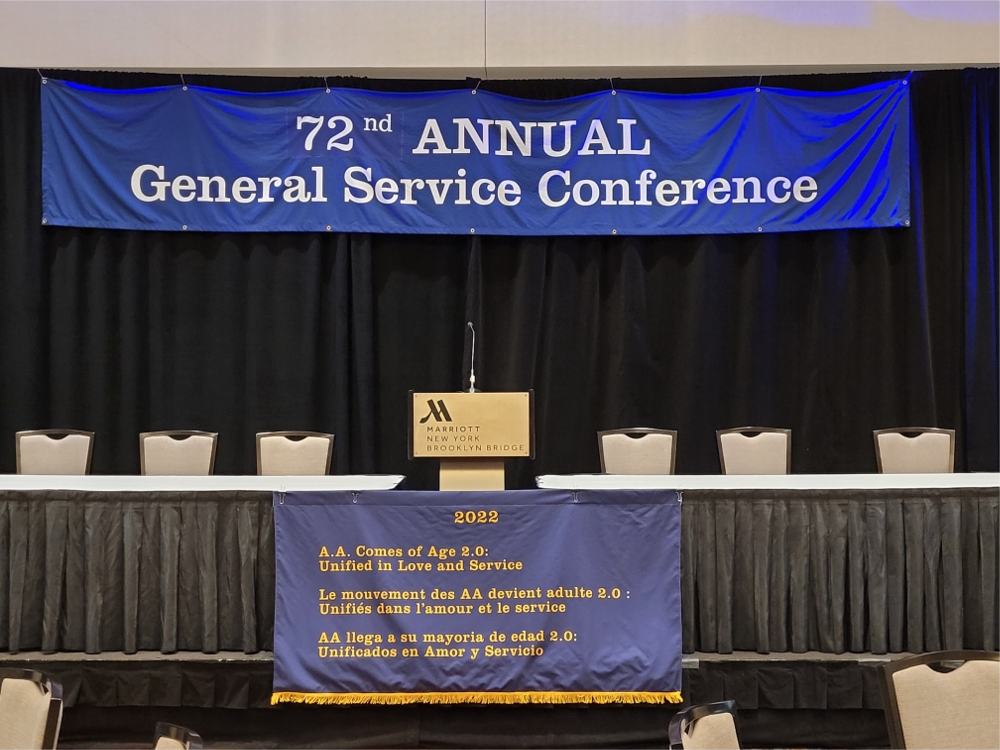 72nd ANNUAL
General Service Conference
MARRIOTT
NEW YORK
BROOKLYN BRIDGE
2022
A.A. Comes of Age 2.0:
Unified in Love and Service
Le mouvement des AA devient adulte 2.0 :
Unifiés dans l'amour et le service
AA llega a su mayoria de edad 2.0:
Unificados en Amor y Servicio